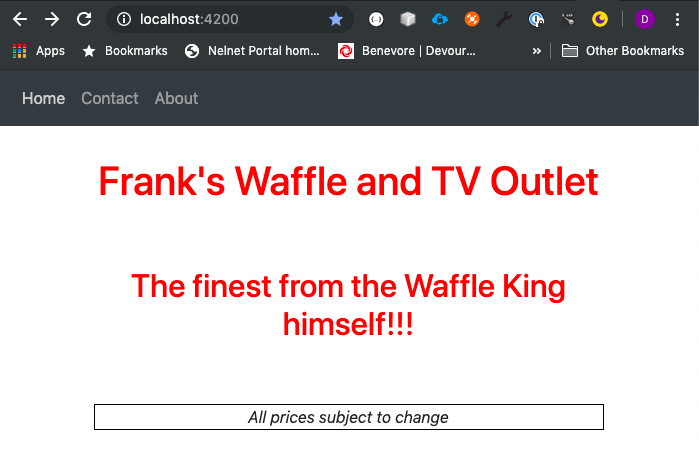 localhost:4200
D
Apps Bookmarks Nelnet Portal hom... Benevore | Devour... » Other Bookmarks
Home Contact About
Frank's Waffle and TV Outlet
The finest from the Waffle King
himself!!!
All prices subject to change